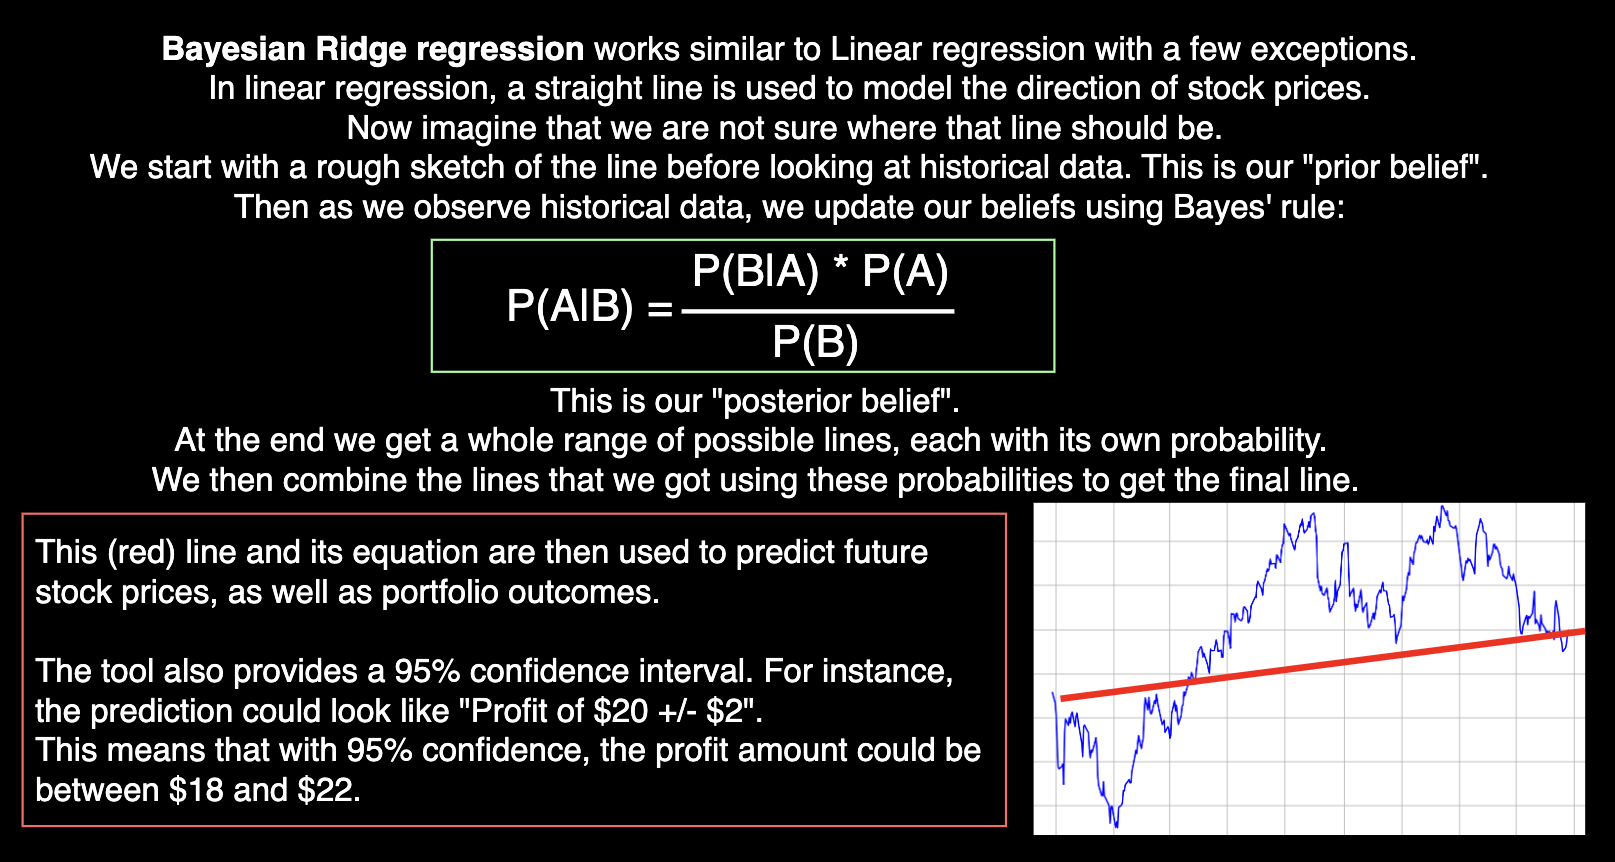 Bayesian Ridge regression works similar to Linear regression with a few exceptions.
In linear regression, a straight line is used to model the direction of stock prices.
Now imagine that we are not sure where that line should be.
We start with a rough sketch of the line before looking at historical data. This is our "prior belief".
Then as we observe historical data, we update our beliefs using Bayes' rule:
P(B|A) * P(A)
P(A|B) =
P(B)
This is our "posterior belief".
At the end we get a whole range of possible lines, each with its own probability.
We then combine the lines that we got using these probabilities to get the final line.
This (red) line and its equation are then used to predict future
stock prices, as well as portfolio outcomes.
The tool also provides a 95% confidence interval. For instance,
the prediction could look like "Profit of $20 +/- $2".
This means that with 95% confidence, the profit amount could be
between $18 and $22.